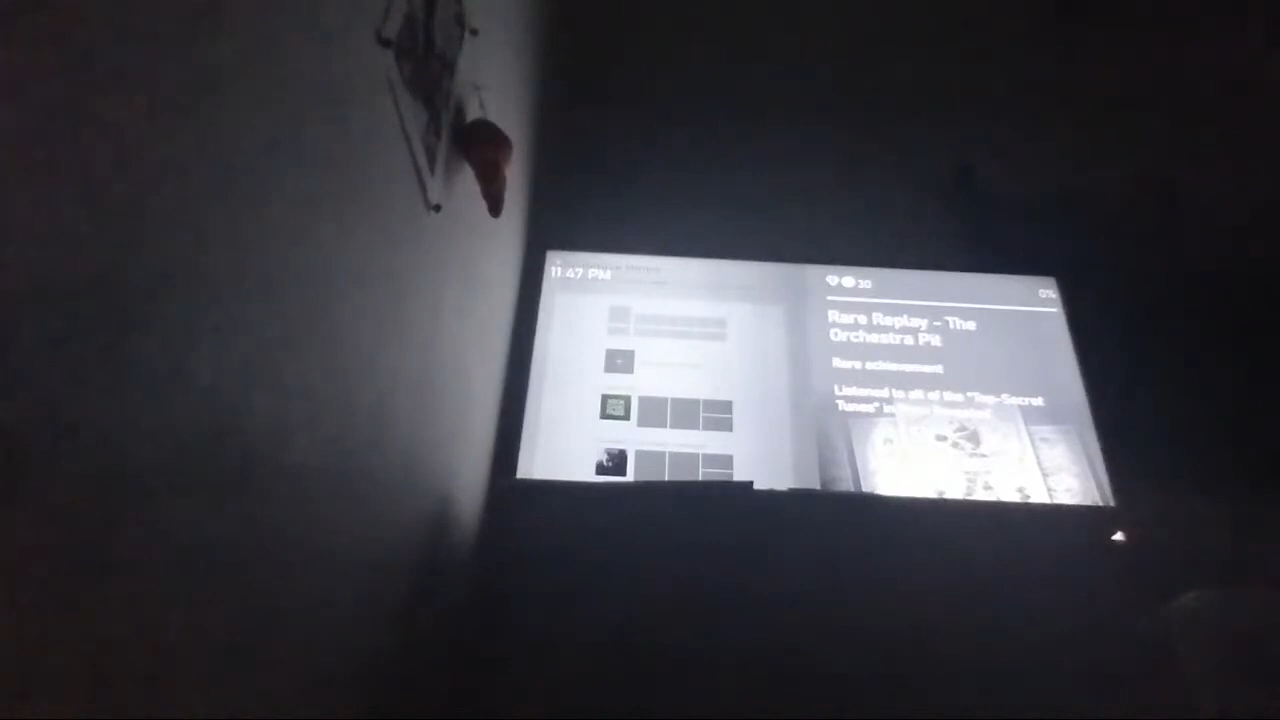 11:47 PM
30
0%
Rare Replay - The
Orchestra Pit
Rare achievement
Listened to all of the "Top-Secret
Tunes" in